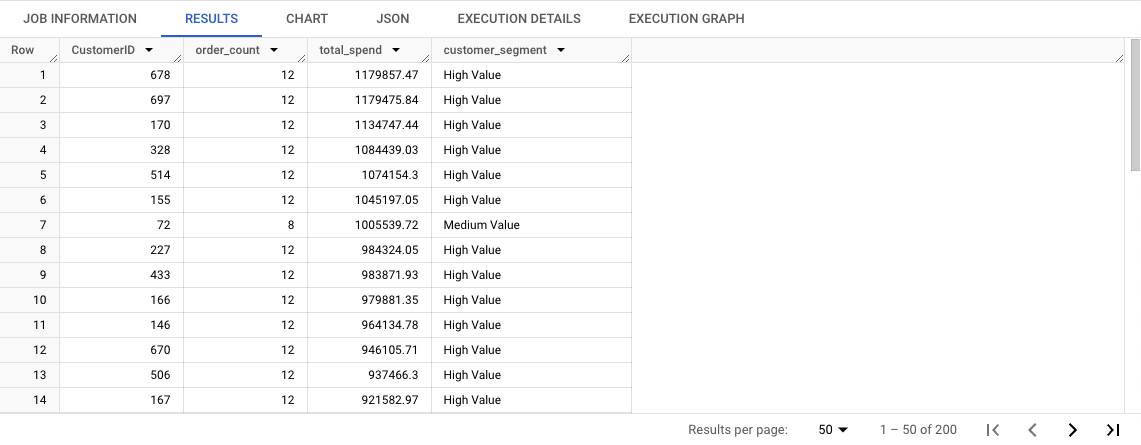 JOB INFORMATION RESULTS CHART JSON EXECUTION DETAILS EXECUTION GRAPH
Row CustomerID order_count total_spend customer_segment
1 678 12 1179857.47 High Value
2 697 12 1179475.84 High Value
3 170 12 1134747.44 High Value
4 328 12 1084439.03 High Value
5 514 12 1074154.3 High Value
6 155 12 1045197.05 High Value
7 72 8 1005539.72 Medium Value
8 227 12 984324.05 High Value
9 433 12 983871.93 High Value
10 166 12 979881.35 High Value
11 146 12 964134.78 High Value
12 670 12 946105.71 High Value
13 506 12 937466.3 High Value
14 167 12 921582.97 High Value
Results per page: 50 1 – 50 of 200